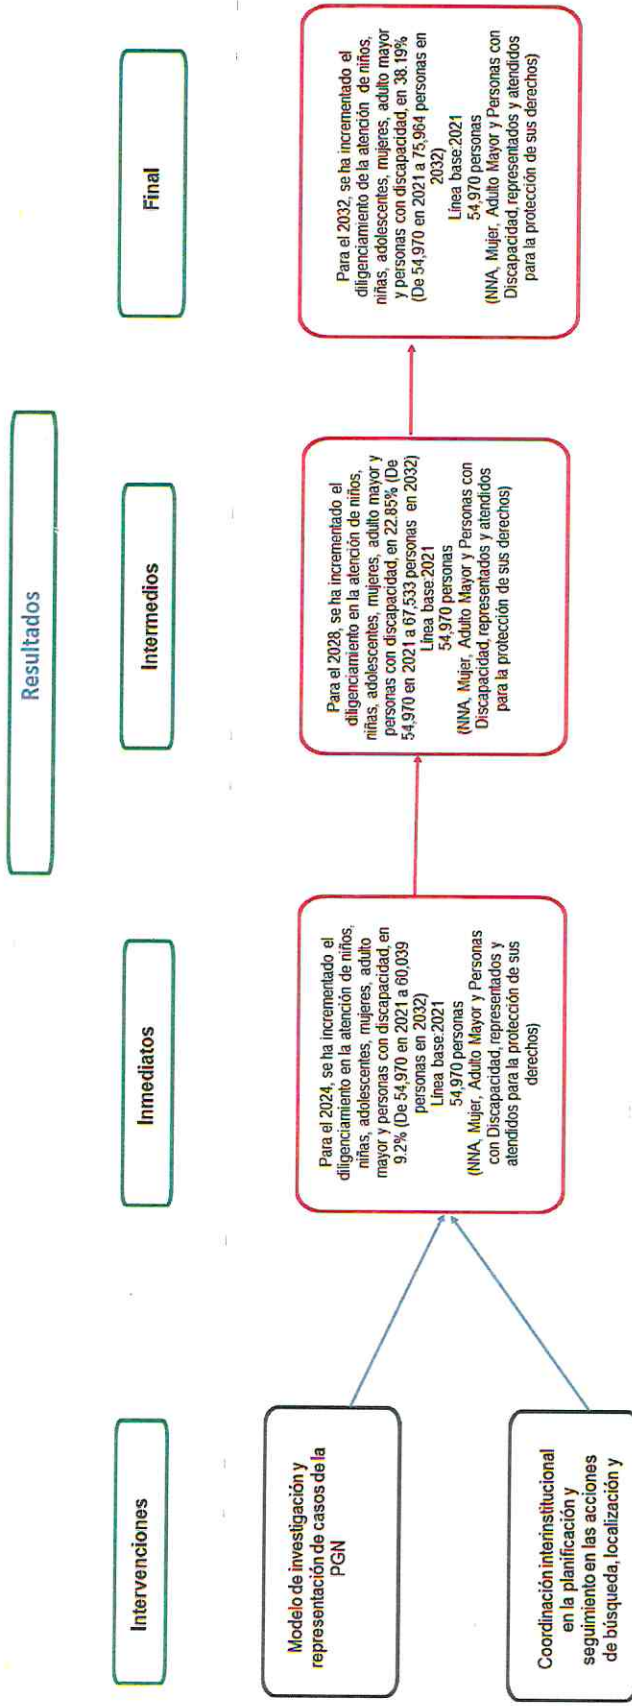 Resultados
Intervenciones
Inmediatos
Intermedios
Final
Modelo de investigación y
representación de casos de la
PGN
Coordinación interinstitucional
en la planificación y
seguimiento en las acciones
de búsqueda, localización y
Para el 2024, se ha incrementado el
diligenciamiento en la atención de niños,
niñas, adolescentes, mujeres, adulto
mayor y personas con discapacidad, en
9.2% (De 54,970 en 2021 a 60,039
personas en 2032)
Línea base:2021
54,970 personas
(NNA, Mujer, Adulto Mayor y Personas
con Discapacidad, representados y
atendidos para la protección de sus
derechos)
Para el 2028, se ha incrementado el
diligenciamiento en la atención de niños,
niñas, adolescentes, mujeres, adulto mayor y
personas con discapacidad, en 22.85% (De
54,970 en 2021 a 67,533 personas en 2032)
Línea base:2021
54,970 personas
(NNA, Mujer, Adulto Mayor y Personas con
Discapacidad, representados y atendidos
para la protección de sus derechos)
Para el 2032, se ha incrementado el
diligenciamiento de la atención de niños,
niñas, adolescentes, mujeres, adulto mayor
y personas con discapacidad, en 38.19%
(De 54,970 en 2021 a 75,964 personas en
2032)
Línea base:2021
54,970 personas
(NNA, Mujer, Adulto Mayor y Personas con
Discapacidad, representados y atendidos
para la protección de sus derechos)